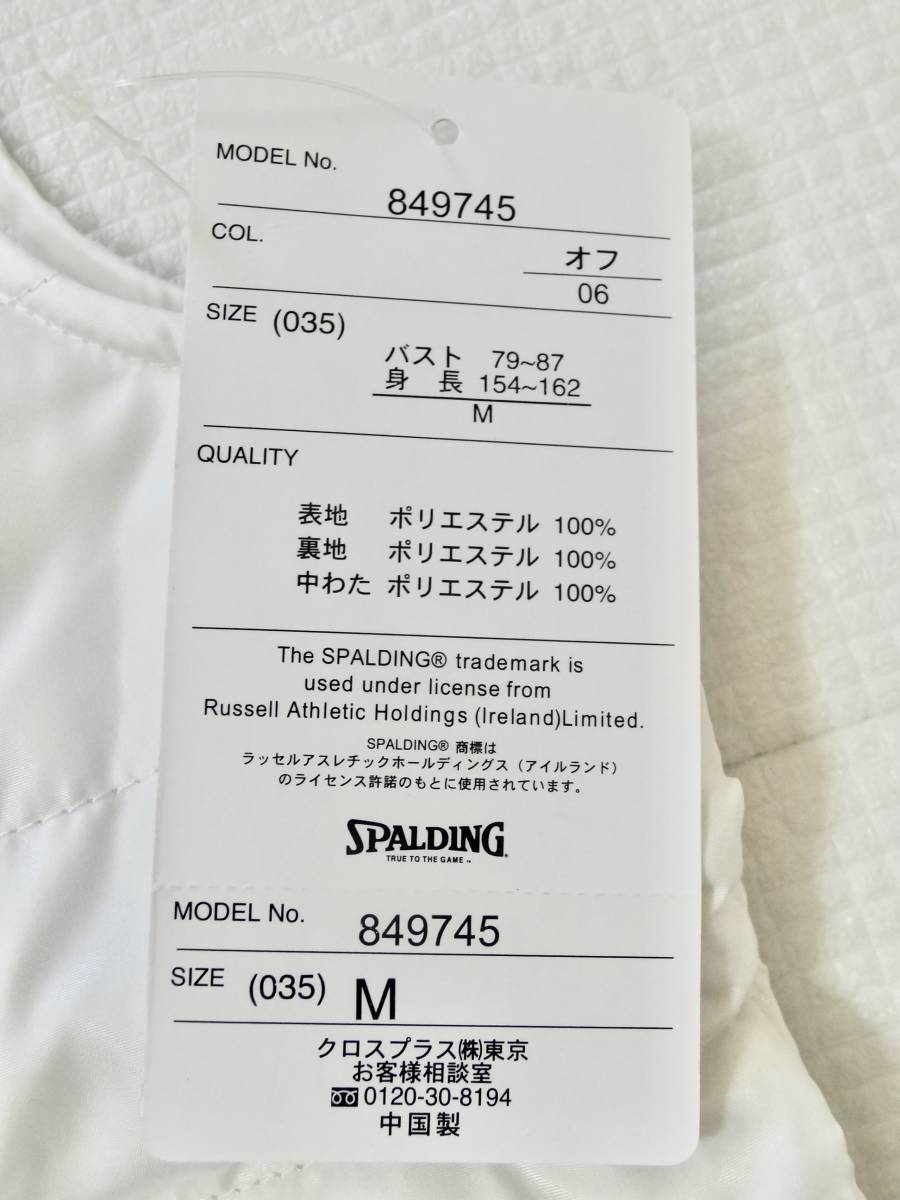 MODEL No.
849745
COL.
オフ
06
SIZE (035)
バスト 79~87
身 長 154~162
M
QUALITY
表地 ポリエステル 100%
裏地 ポリエステル 100%
中わた ポリエステル 100%
The SPALDING® trademark is
used under license from
Russell Athletic Holdings (Ireland)Limited.
SPALDING® 商標は
ラッセルアスレチックホールディングス（アイルランド）
のライセンス許諾のもとに使用されています。
SPALDING®
TRUE TO THE GAME ™
MODEL No. 849745
SIZE (035) M
クロスプラス㈱東京
お客様相談室
0120-30-8194
中国製